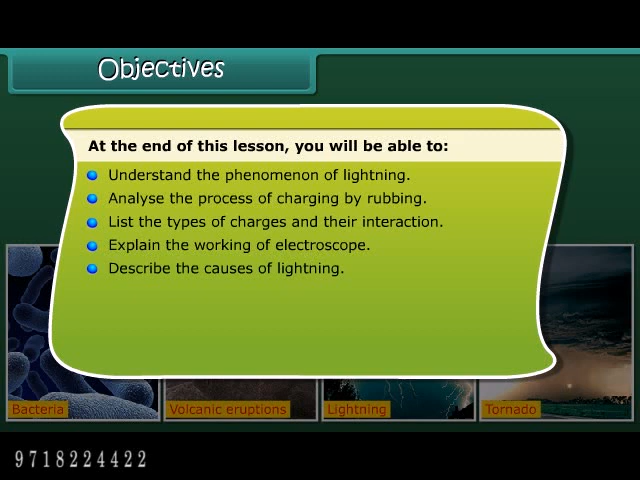 Objectives
At the end of this lesson, you will be able to:
Understand the phenomenon of lightning.
Analyse the process of charging by rubbing.
List the types of charges and their interaction.
Explain the working of electroscope.
Describe the causes of lightning.
Bacteria
Volcanic eruptions
Lightning
Tornado
9718224422